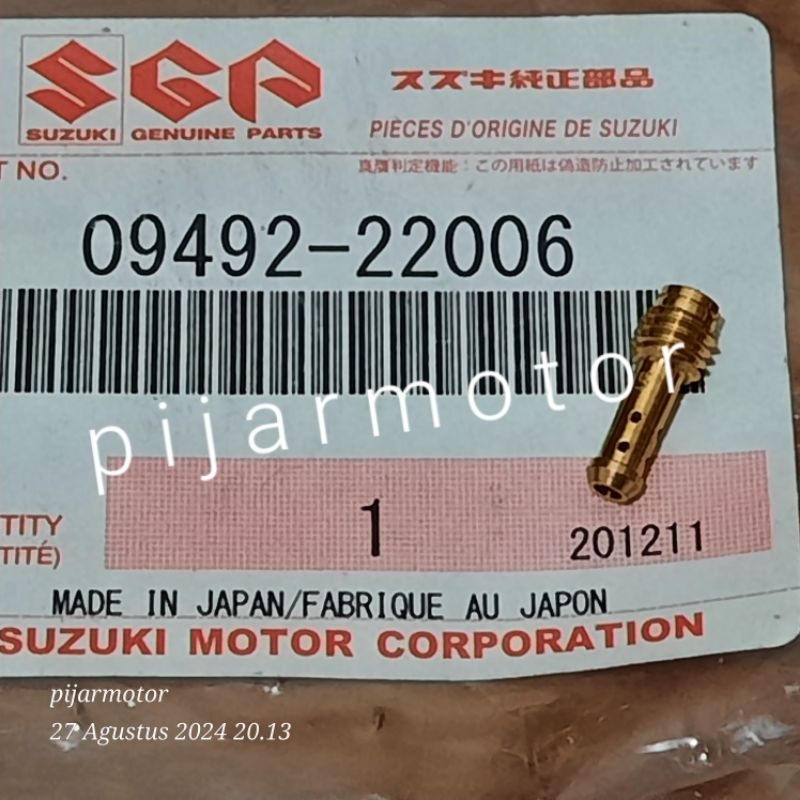 SGP
SUZUKI GENUINE PARTS
スズキ純正部品
PIÈCES D'ORIGINE DE SUZUKI
T NO.
真贋判定機能：この用紙は偽造防止加工されています
09492-22006
pijarmotor
TITY
TITÉ)
1
201211
MADE IN JAPAN/FABRIQUE AU JAPON
SUZUKI MOTOR CORPORATION
pijarmotor
27 Agustus 2024 20.13